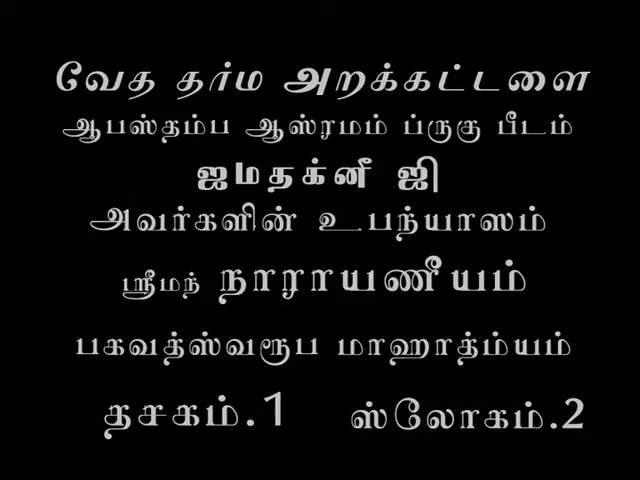 வேத தர்ம அறக்கட்டளை
ஆபஸ்தம்ப ஆஸ்ரமம் ப்ருகு பீடம்
ஜமதக்னீ ஜி
அவர்களின் உபந்யாஸம்
ஸ்ரீமந் நாராயணீயம்
பகவத்ஸ்வரூப மாஹாத்ம்யம்
தசகம்.1 ஸ்லோகம்.2